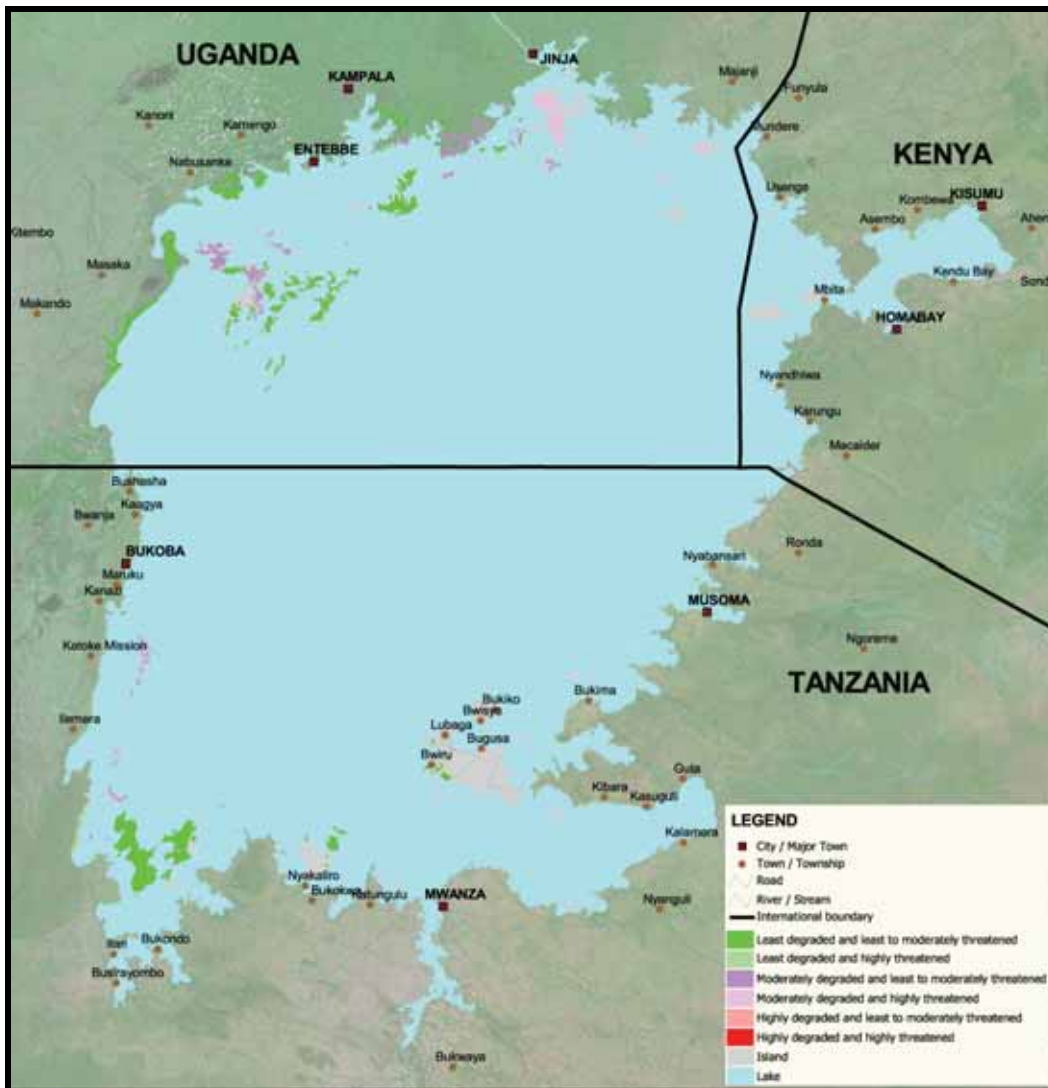 UGANDA
JINJA
KAMPALA
Majanji
Funyula
Kanoni
Kamengo
Mundere
ENTEBBE
KENYA
Nabusanke
Usenge
Kombewa
KISUMU
Asembo
Kitembo
Masaka
Kendu Bay
Makando
Mbita
HOMABAY
Nyandhiwa
Karungu
Macalder
Bushasha
Kaagya
Bwanja
BUKOBA
Ronda
Nyabansari
Maruku
Kanazi
MUSOMA
Ngorema
Katoke Mission
TANZANIA
Bukiko
Bukima
Bwisya
Ilemara
Lubaga
Bugusa
Bwiru
Guta
Kibara
Kasuguti
Kalamera
Nyakaliro
Bukokwa
Katungulu
MWANZA
Nyanguli
Bukondo
Busirayombo
Bukwaya
LEGEND
City / Major Town
Town / Township
Road
River / Stream
International boundary
Least degraded and least to moderately threatened
Least degraded and highly threatened
Moderately degraded and least to moderately threatened
Moderately degraded and highly threatened
Highly degraded and least to moderately threatened
Highly degraded and highly threatened
Island
Lake